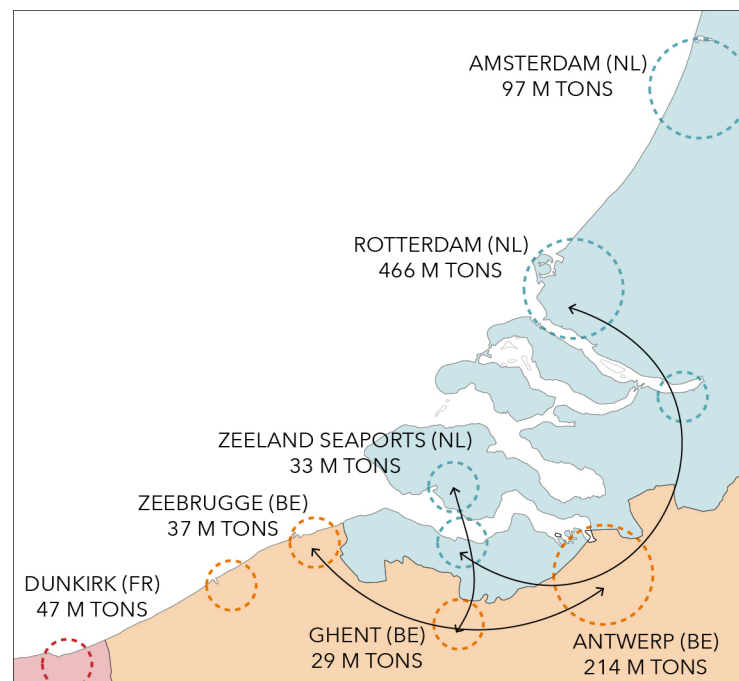 AMSTERDAM (NL)
97 M TONS
ROTTERDAM (NL)
466 M TONS
ZEELAND SEAPORTS (NL)
33 M TONS
ZEEBRUGGE (BE)
37 M TONS
DUNKIRK (FR)
47 M TONS
GHENT (BE)
29 M TONS
ANTWERP (BE)
214 M TONS